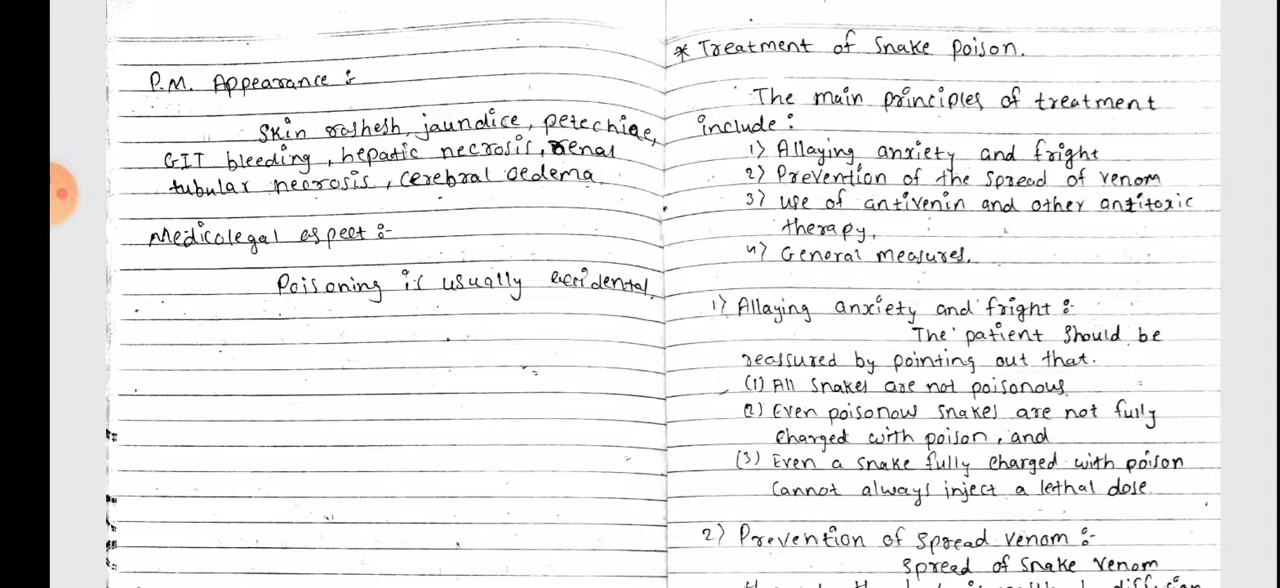 P.M. Appearance :
Skin rashesh, jaundice, petechiae,
GIT bleeding, hepatic necrosis, renal
tubular necrosis, cerebral oedema.
Medicolegal espect :-
Poisoning is usually accidental.
* Treatment of Snake Poison.
The main principles of treatment
include :
1) Allaying anxiety and fright
2) Prevention of the spread of venom
3) use of antivenin and other antitoxic
therapy.
4) General measures.
1) Allaying anxiety and fright :-
The patient should be
reassured by pointing out that.
(1) All snakes are not poisonous
(2) Even poisonous snakes are not fully
charged with poison, and
(3) Even a snake fully charged with poison
cannot always inject a lethal dose
2) Prevention of spread venom :-
Spread of snake venom